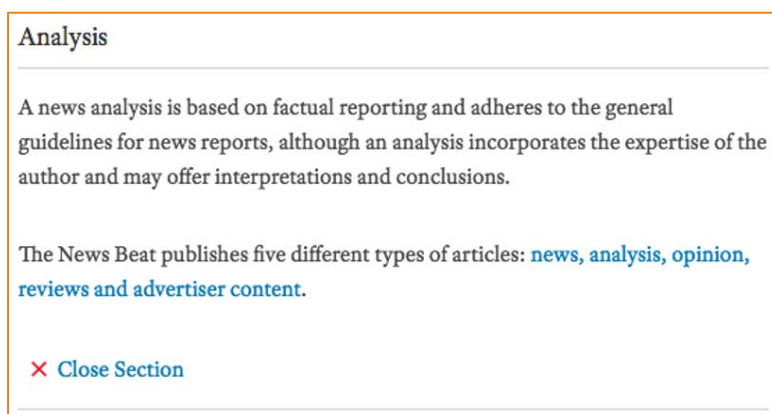 Analysis
A news analysis is based on factual reporting and adheres to the general
guidelines for news reports, although an analysis incorporates the expertise of the
author and may offer interpretations and conclusions.
The News Beat publishes five different types of articles: news, analysis, opinion,
reviews and advertiser content.
× Close Section